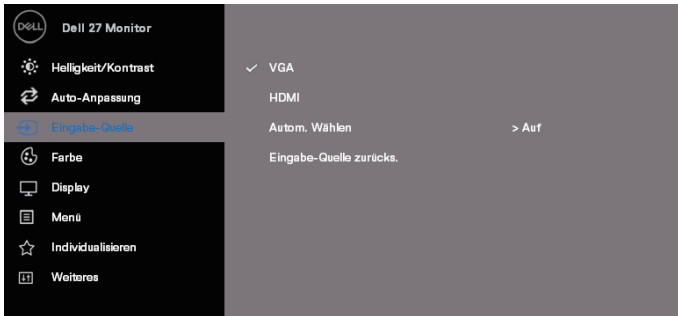 DELL Dell 27 Monitor
Helligkeit/Kontrast ✓ VGA
Auto-Anpassung HDMI
Eingabe-Quelle Autom. Wählen > Auf
Farbe Eingabe-Quelle zurücks.
Display
Menü
Individualisieren
Weiteres